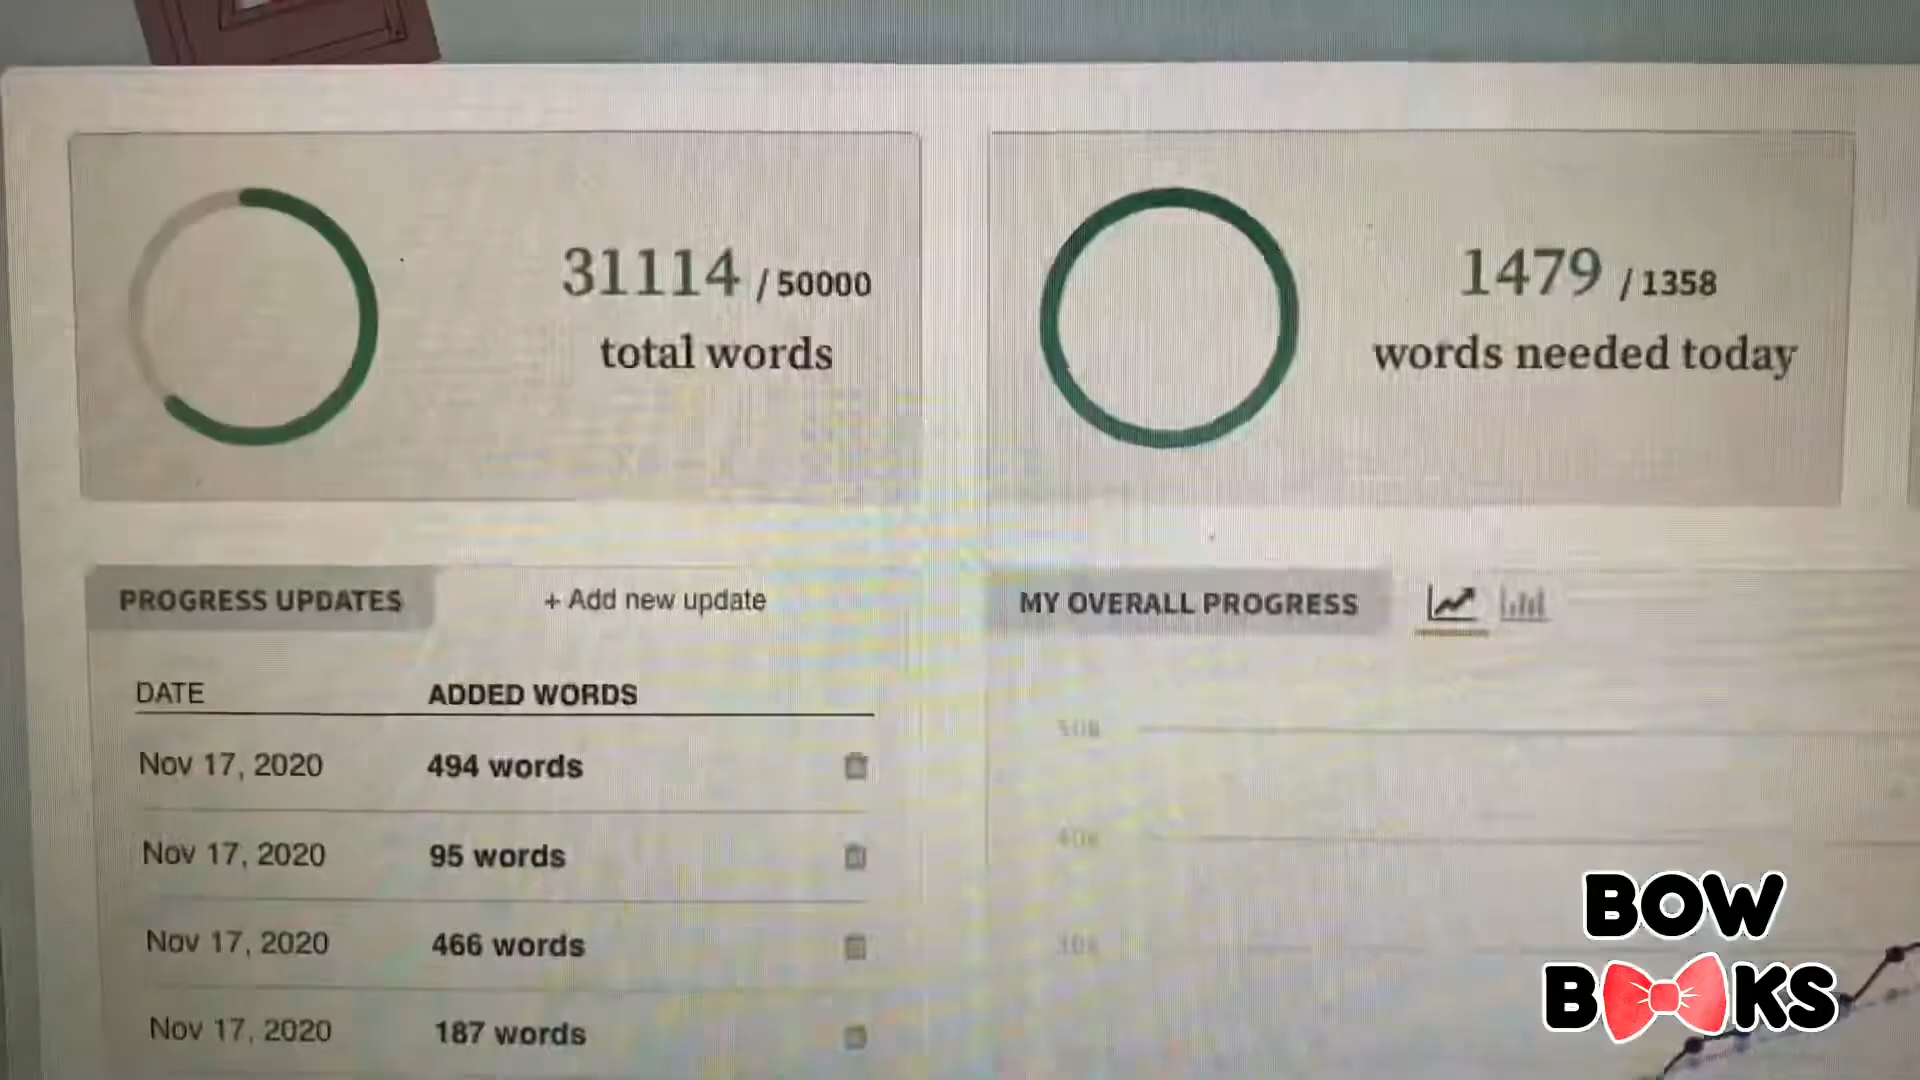 31114 / 50000
total words
1479 / 1358
words needed today
PROGRESS UPDATES
+ Add new update
DATE ADDED WORDS
Nov 17, 2020 494 words
Nov 17, 2020 95 words
Nov 17, 2020 466 words
Nov 17, 2020 187 words
MY OVERALL PROGRESS
40k
30k
BOW
BOOKS